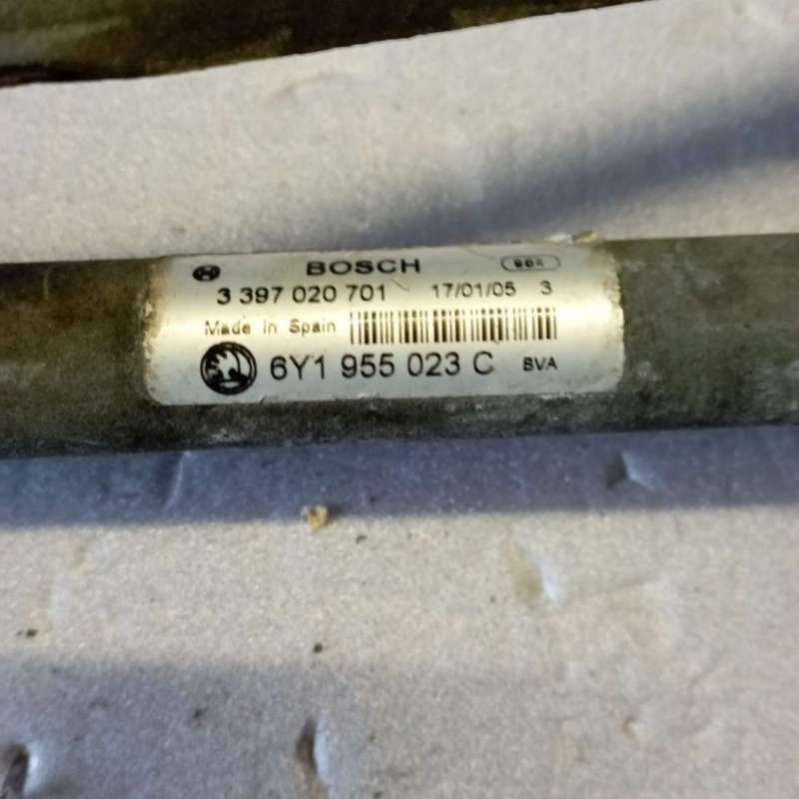 BOSCH
3 397 020 701 17/01/05 3
Made in Spain
6Y1 955 023 C BVA